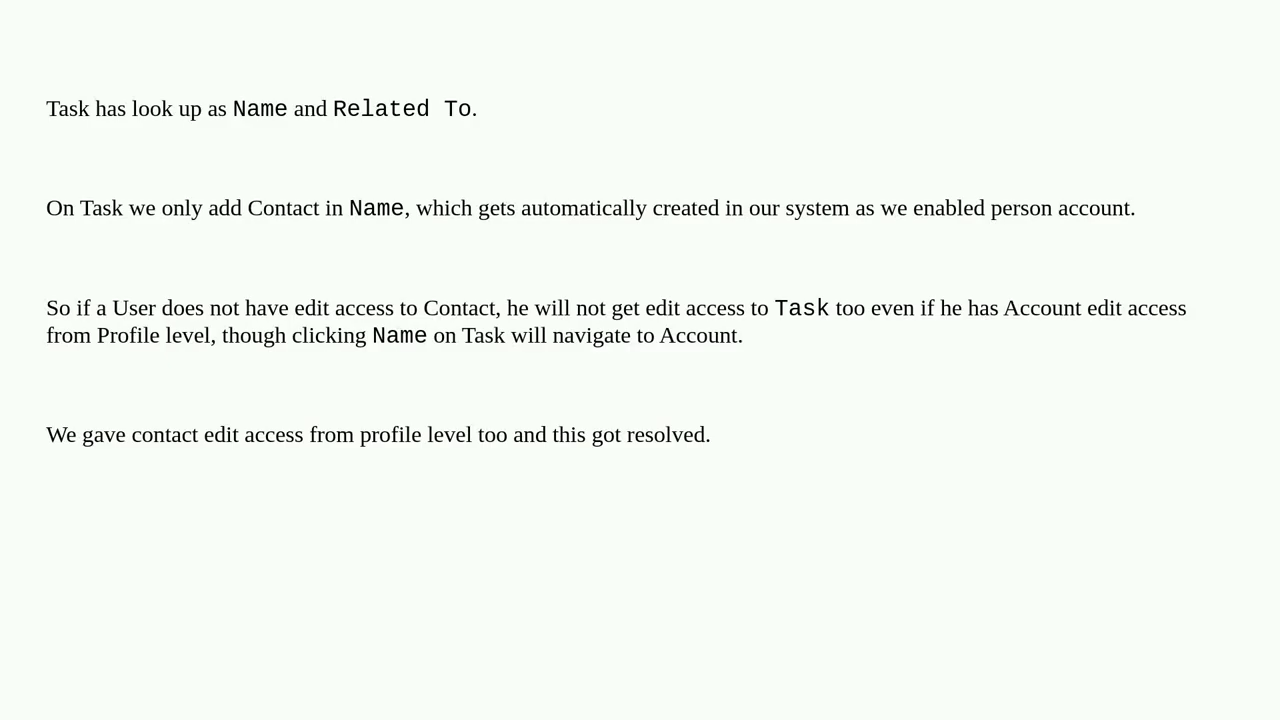 Task has look up as Name and Related To.
On Task we only add Contact in Name, which gets automatically created in our system as we enabled person account.
So if a User does not have edit access to Contact, he will not get edit access to Task too even if he has Account edit access
from Profile level, though clicking Name on Task will navigate to Account.
We gave contact edit access from profile level too and this got resolved.